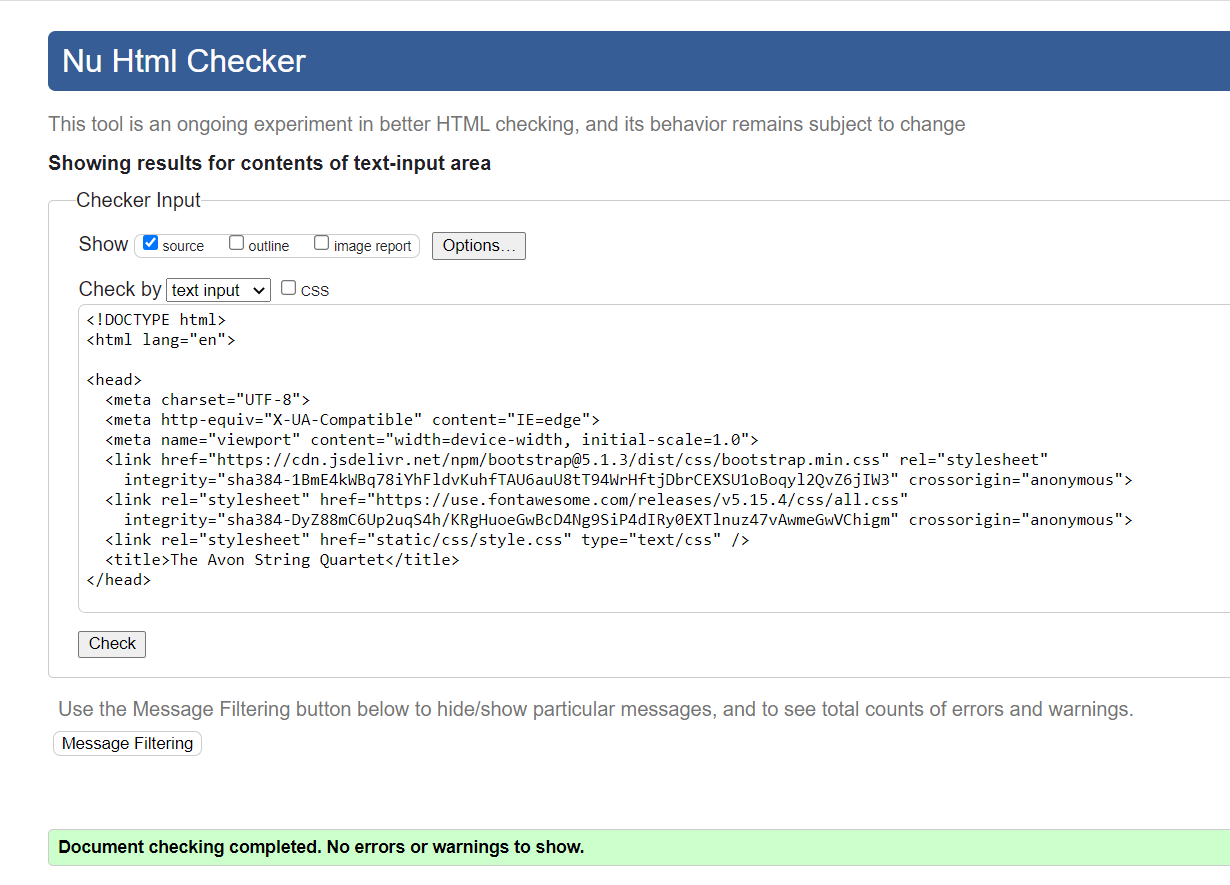 Nu Html Checker
This tool is an ongoing experiment in better HTML checking, and its behavior remains subject to change
Showing results for contents of text-input area
Checker Input
Show source outline image report Options...
Check by text input CSS
<!DOCTYPE html>
<html lang="en">
<head>
<meta charset="UTF-8">
<meta http-equiv="X-UA-Compatible" content="IE=edge">
<meta name="viewport" content="width=device-width, initial-scale=1.0">
<link href="https://cdn.jsdelivr.net/npm/bootstrap@5.1.3/dist/css/bootstrap.min.css" rel="stylesheet"
integrity="sha384-1BmE4kWBq78iYhFldvKuhfTAU6auU8tT94WrHftjDbrCEXSU1oBoqyl2QvZ6jIW3" crossorigin="anonymous">
<link rel="stylesheet" href="https://use.fontawesome.com/releases/v5.15.4/css/all.css"
integrity="sha384-DyZ88mC6Up2uqS4h/KRgHuoeGwBcD4Ng9SiP4dIRy0EXTlnuz47vAwmeGwVChigm" crossorigin="anonymous">
<link rel="stylesheet" href="static/css/style.css" type="text/css" />
<title>The Avon String Quartet</title>
</head>
Check
Use the Message Filtering button below to hide/show particular messages, and to see total counts of errors and warnings.
Message Filtering
Document checking completed. No errors or warnings to show.